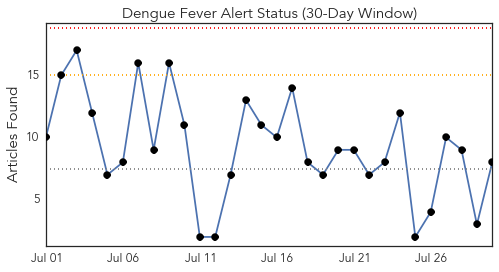 Dengue Fever Alert Status (30-Day Window)
Articles Found
15
10
5
Jul 01 Jul 06 Jul 11 Jul 16 Jul 21 Jul 26